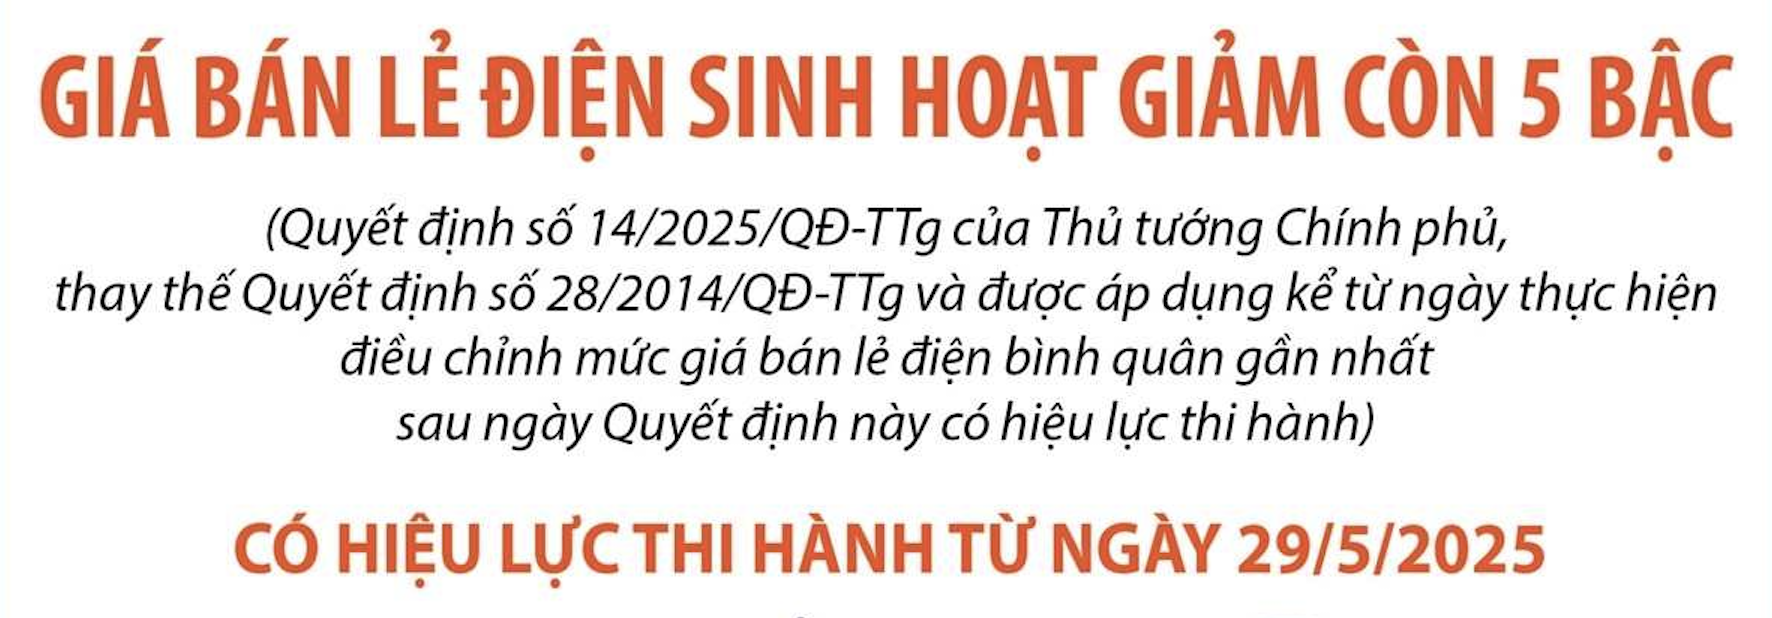 GIÁ BÁN LẺ ĐIỆN SINH HOẠT GIẢM CÒN 5 BẬC
(Quyết định số 14/2025/QĐ-TTg của Thủ tướng Chính phủ,
thay thế Quyết định số 28/2014/QĐ-TTg và được áp dụng kể từ ngày thực hiện
điều chỉnh mức giá bán lẻ điện bình quân gần nhất
sau ngày Quyết định này có hiệu lực thi hành)
CÓ HIỆU LỰC THI HÀNH TỪ NGÀY 29/5/2025